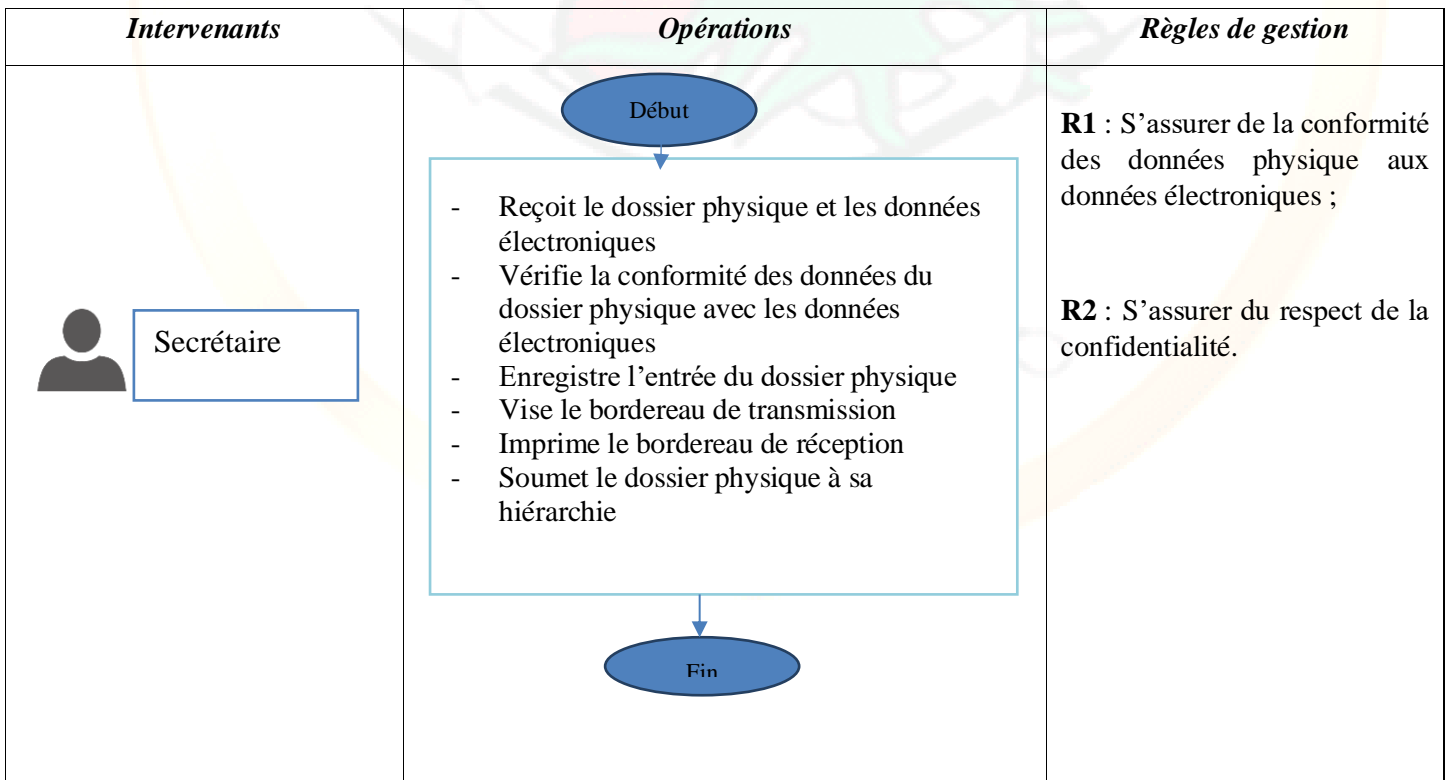 Intervenants
Opérations
Règles de gestion
Secrétaire
Début
- Reçoit le dossier physique et les données
électroniques
- Vérifie la conformité des données du
dossier physique avec les données
électroniques
- Enregistre l’entrée du dossier physique
- Vise le bordereau de transmission
- Imprime le bordereau de réception
- Soumet le dossier physique à sa
hiérarchie
Fin
R1 : S’assurer de la conformité
des données physique aux
données électroniques ;
R2 : S’assurer du respect de la
confidentialité.